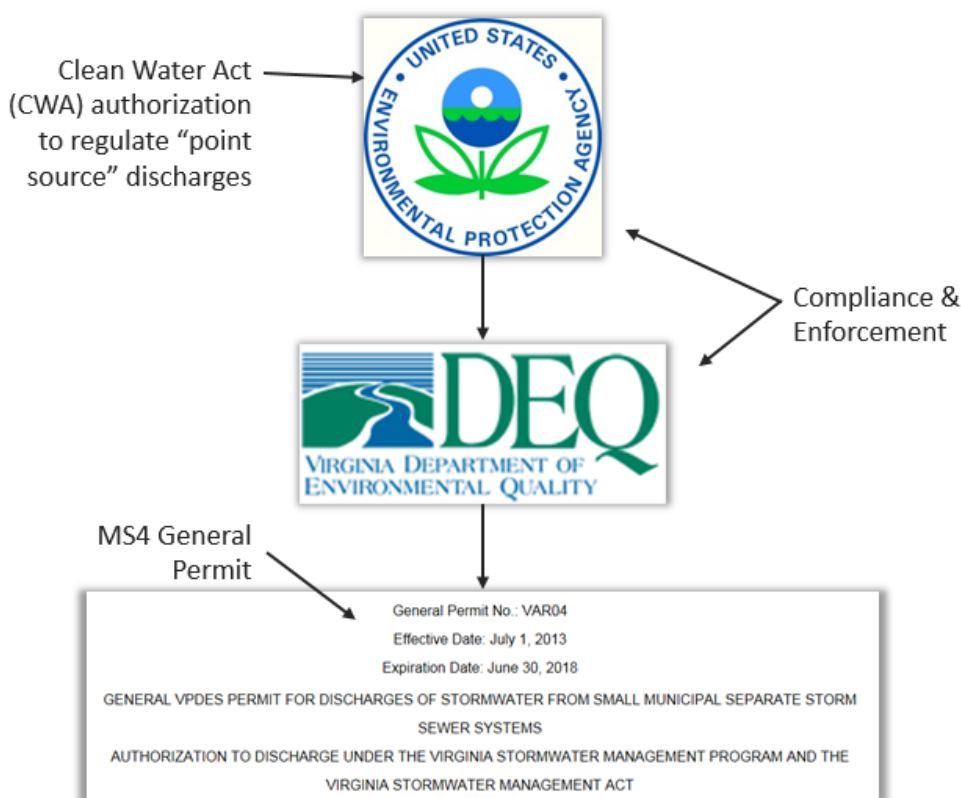 Clean Water Act
(CWA) authorization
to regulate “point
source” discharges
UNITED STATES
ENVIRONMENTAL PROTECTION AGENCY
Compliance &
Enforcement
DEQ
VIRGINIA DEPARTMENT OF
ENVIRONMENTAL QUALITY
MS4 General
Permit
General Permit No.: VAR04
Effective Date: July 1, 2013
Expiration Date: June 30, 2018
GENERAL VPDES PERMIT FOR DISCHARGES OF STORMWATER FROM SMALL MUNICIPAL SEPARATE STORM
SEWER SYSTEMS
AUTHORIZATION TO DISCHARGE UNDER THE VIRGINIA STORMWATER MANAGEMENT PROGRAM AND THE
VIRGINIA STORMWATER MANAGEMENT ACT